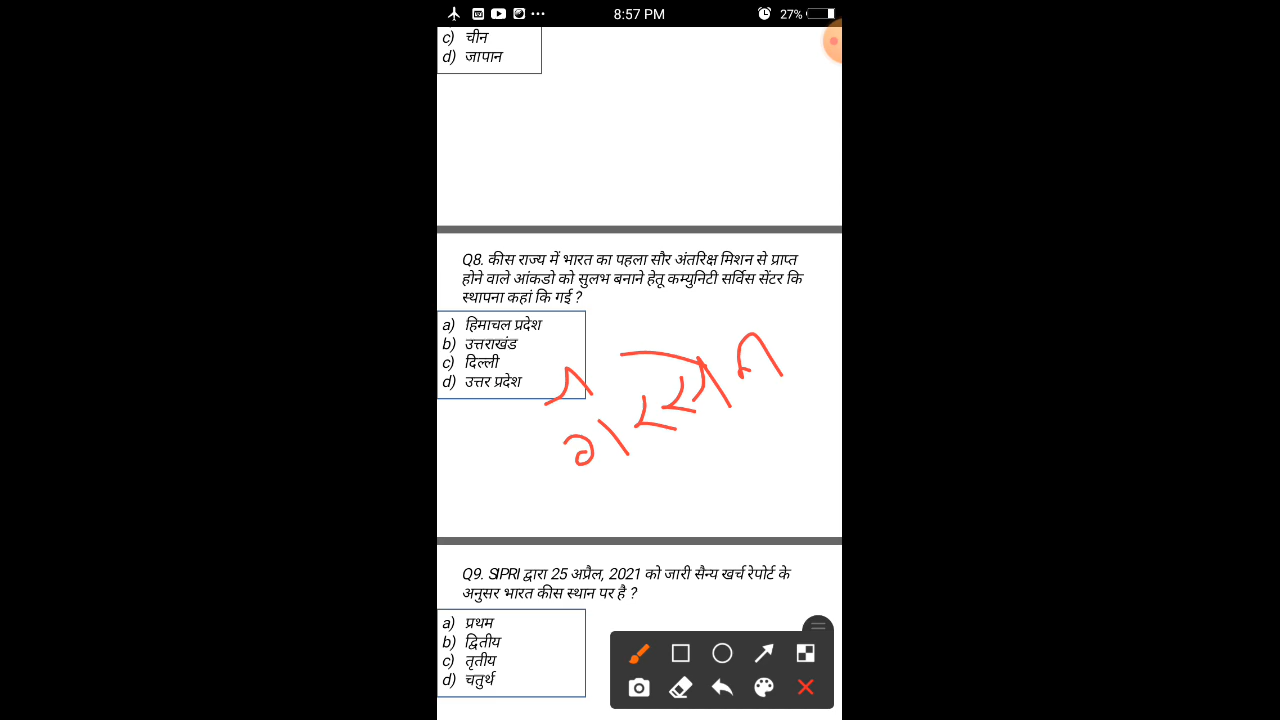 8:57 PM
27%
c) चीन
d) जापान
Q8. कीस राज्य में भारत का पहला सौर अंतरिक्ष मिशन से प्राप्त
होने वाले आंकडो को सुलभ बनाने हेतू कम्युनिटी सर्विस सेंटर कि
स्थापना कहां कि गई ?
a) हिमाचल प्रदेश
b) उत्तराखंड
c) दिल्ली
d) उत्तर प्रदेश
Q9. SIPRI द्वारा 25 अप्रैल, 2021 को जारी सैन्य खर्च रेपोर्ट के
अनुसर भारत कीस स्थान पर है ?
a) प्रथम
b) द्वितीय
c) तृतीय
d) चतुर्थ